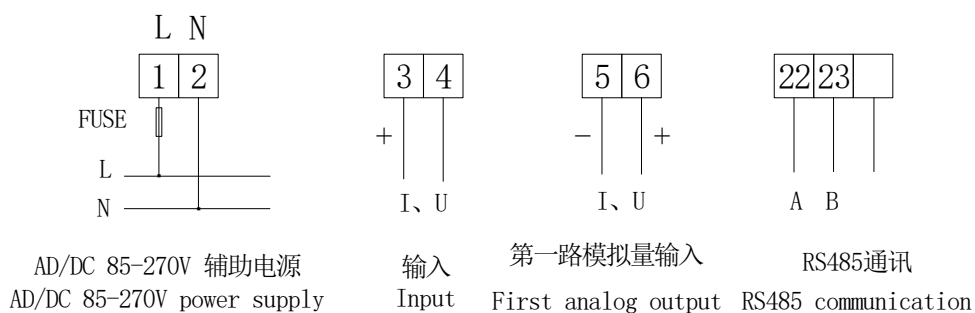 L N
1 2
3 4
5 6
22 23
FUSE
+
- +
L
N
I、U
I、U
A B
AD/DC 85-270V 辅助电源
AD/DC 85-270V power supply
输入
Input
第一路模拟量输入
First analog output
RS485通讯
RS485 communication